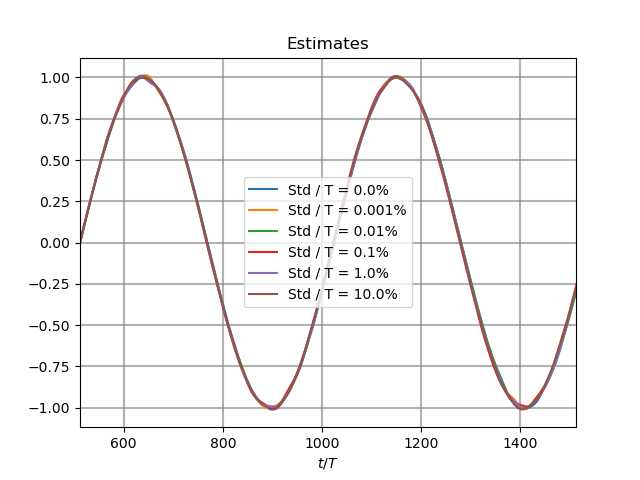 Estimates
1.00
0.75
0.50
0.25
0.00
−0.25
−0.50
−0.75
−1.00
Std / T = 0.0%
Std / T = 0.001%
Std / T = 0.01%
Std / T = 0.1%
Std / T = 1.0%
Std / T = 10.0%
600 800 1000 1200 1400
t/T